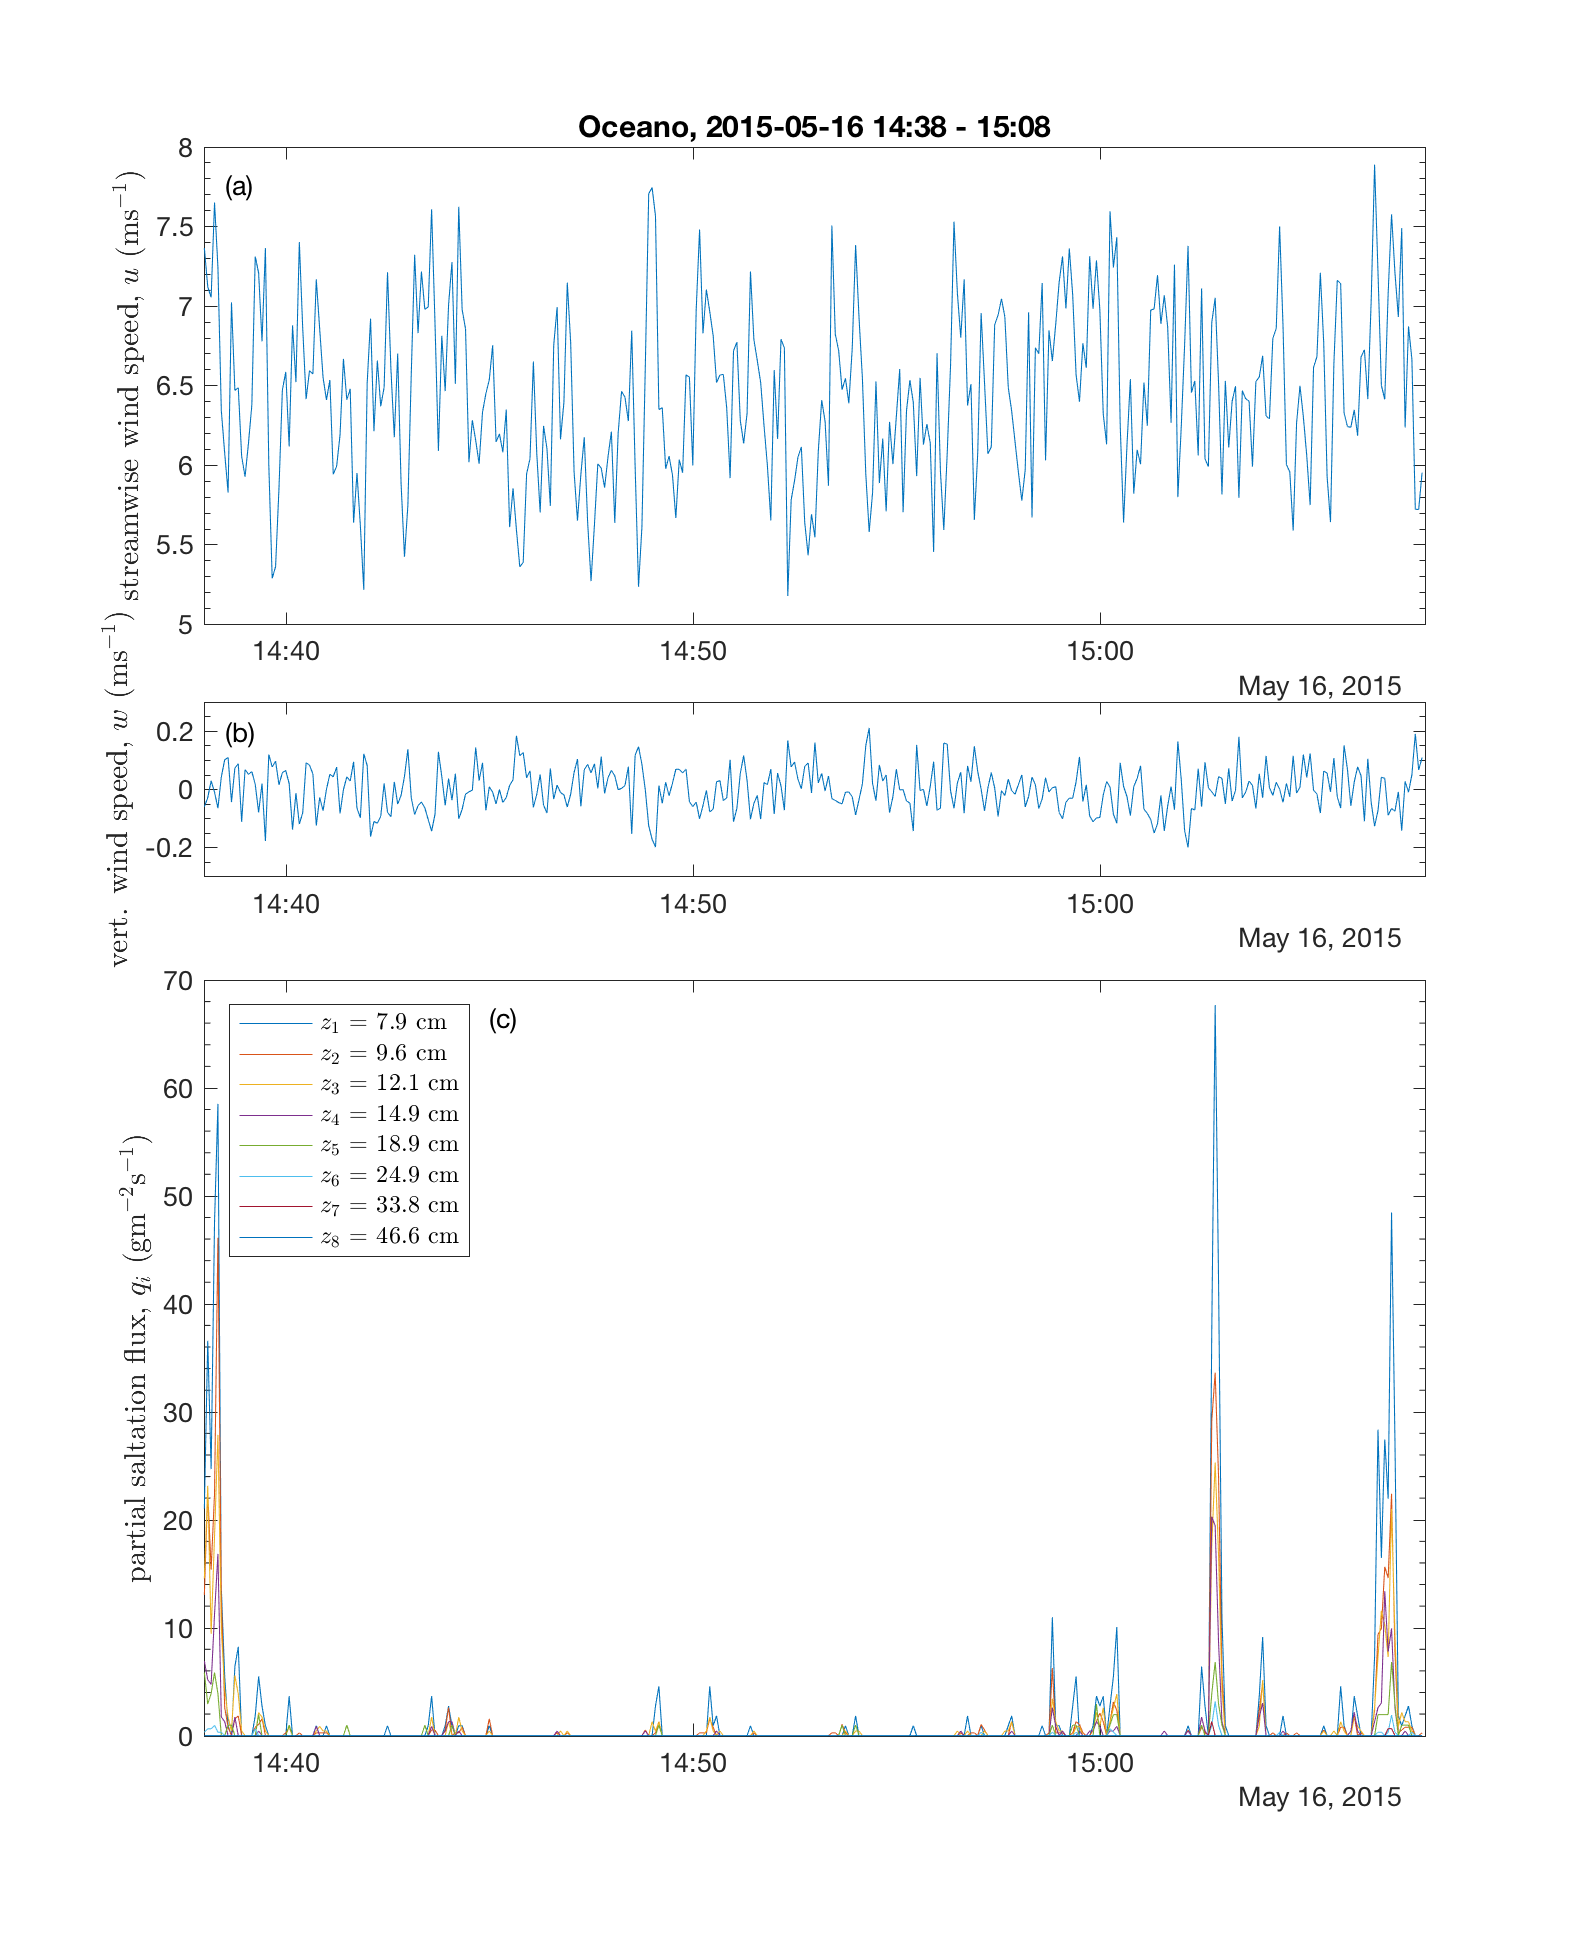 Oceano, 2015-05-16 14:38 - 15:08
(a)
streamwise wind speed, u (ms⁻¹)
8
7.5
7
6.5
6
5.5
5
14:40 14:50 15:00
May 16, 2015
(b)
vert. wind speed, w (ms⁻¹)
0.2
0
-0.2
14:40 14:50 15:00
May 16, 2015
(c)
partial saltation flux, qᵢ (gm⁻²s⁻¹)
70
60
50
40
30
20
10
0
z₁ = 7.9 cm
z₂ = 9.6 cm
z₃ = 12.1 cm
z₄ = 14.9 cm
z₅ = 18.9 cm
z₆ = 24.9 cm
z₇ = 33.8 cm
z₈ = 46.6 cm
14:40 14:50 15:00
May 16, 2015